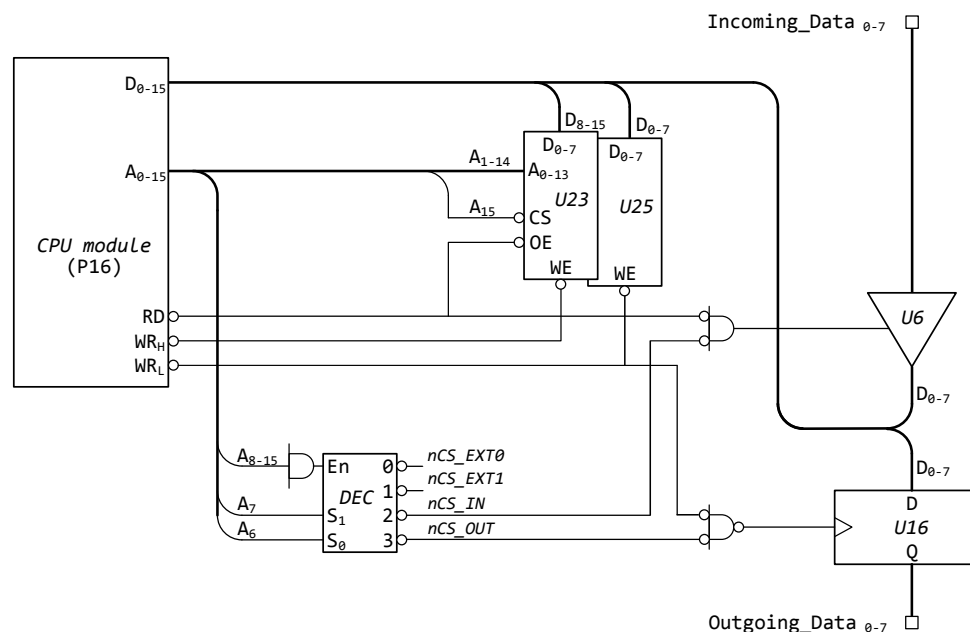 Incoming_Data 0-7
D0-15
D8-15
D0-7
D0-7
D0-7
A1-14
A0-13
A0-15
U23
U25
A15
CS
CPU module
(P16)
OE
WE
WE
RD
U6
WRH
WRL
D0-7
A8-15
En
0
nCS_EXT0
D0-7
1
nCS_EXT1
DEC
A7
S1
2
nCS_IN
D
A6
S0
3
nCS_OUT
U16
Q
Outgoing_Data 0-7